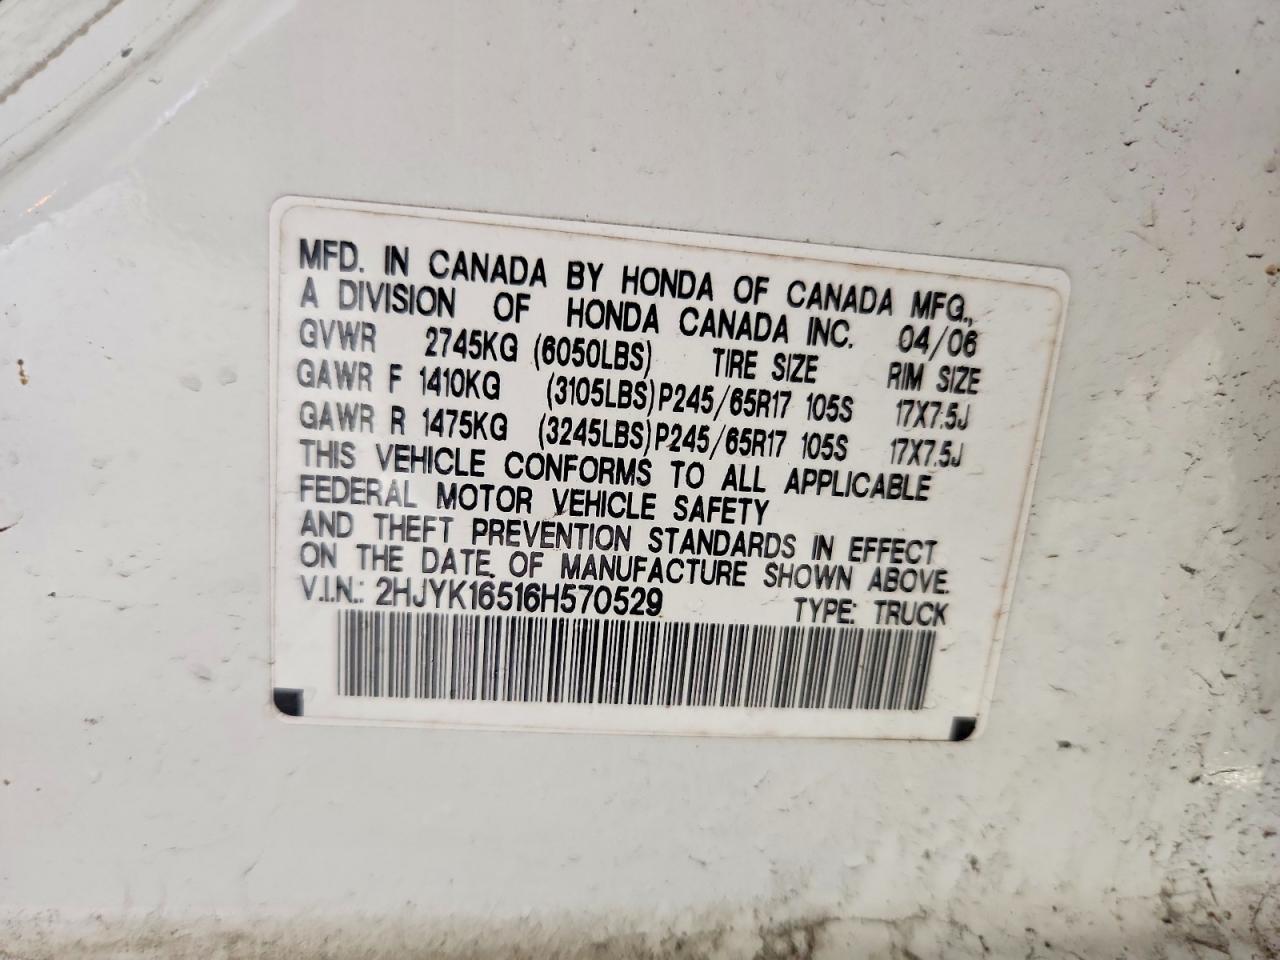 MFD. IN CANADA BY HONDA OF CANADA MFG.,
A DIVISION OF HONDA CANADA INC. 04/06
GVWR 2745KG (6050LBS) TIRE SIZE RIM SIZE
GAWR F 1410KG (3105LBS) P245/65R17 105S 17X7.5J
GAWR R 1475KG (3245LBS) P245/65R17 105S 17X7.5J
THIS VEHICLE CONFORMS TO ALL APPLICABLE
FEDERAL MOTOR VEHICLE SAFETY
AND THEFT PREVENTION STANDARDS IN EFFECT
ON THE DATE OF MANUFACTURE SHOWN ABOVE.
V.I.N.: 2HJYK16516H570529 TYPE: TRUCK